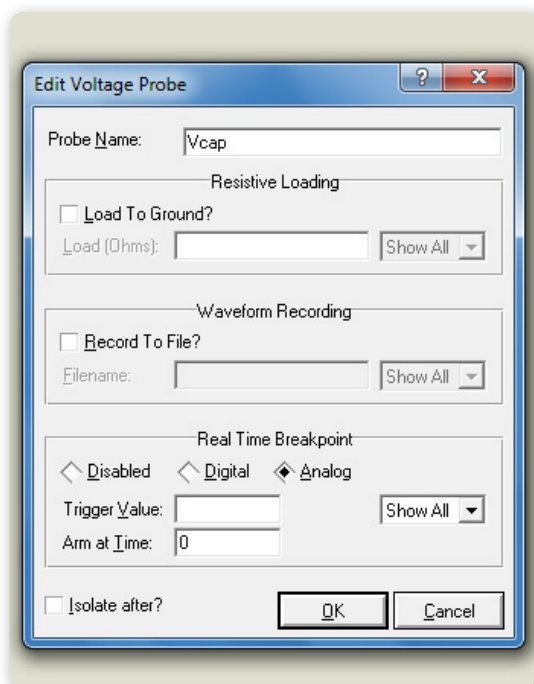 Edit Voltage Probe
Probe Name: Vcap
Resistive Loading
Load To Ground?
Load (Ohms): Show All
Waveform Recording
Record To File?
Filename: Show All
Real Time Breakpoint
Disabled Digital Analog
Trigger Value: Show All
Arm at Time: 0
Isolate after? OK Cancel